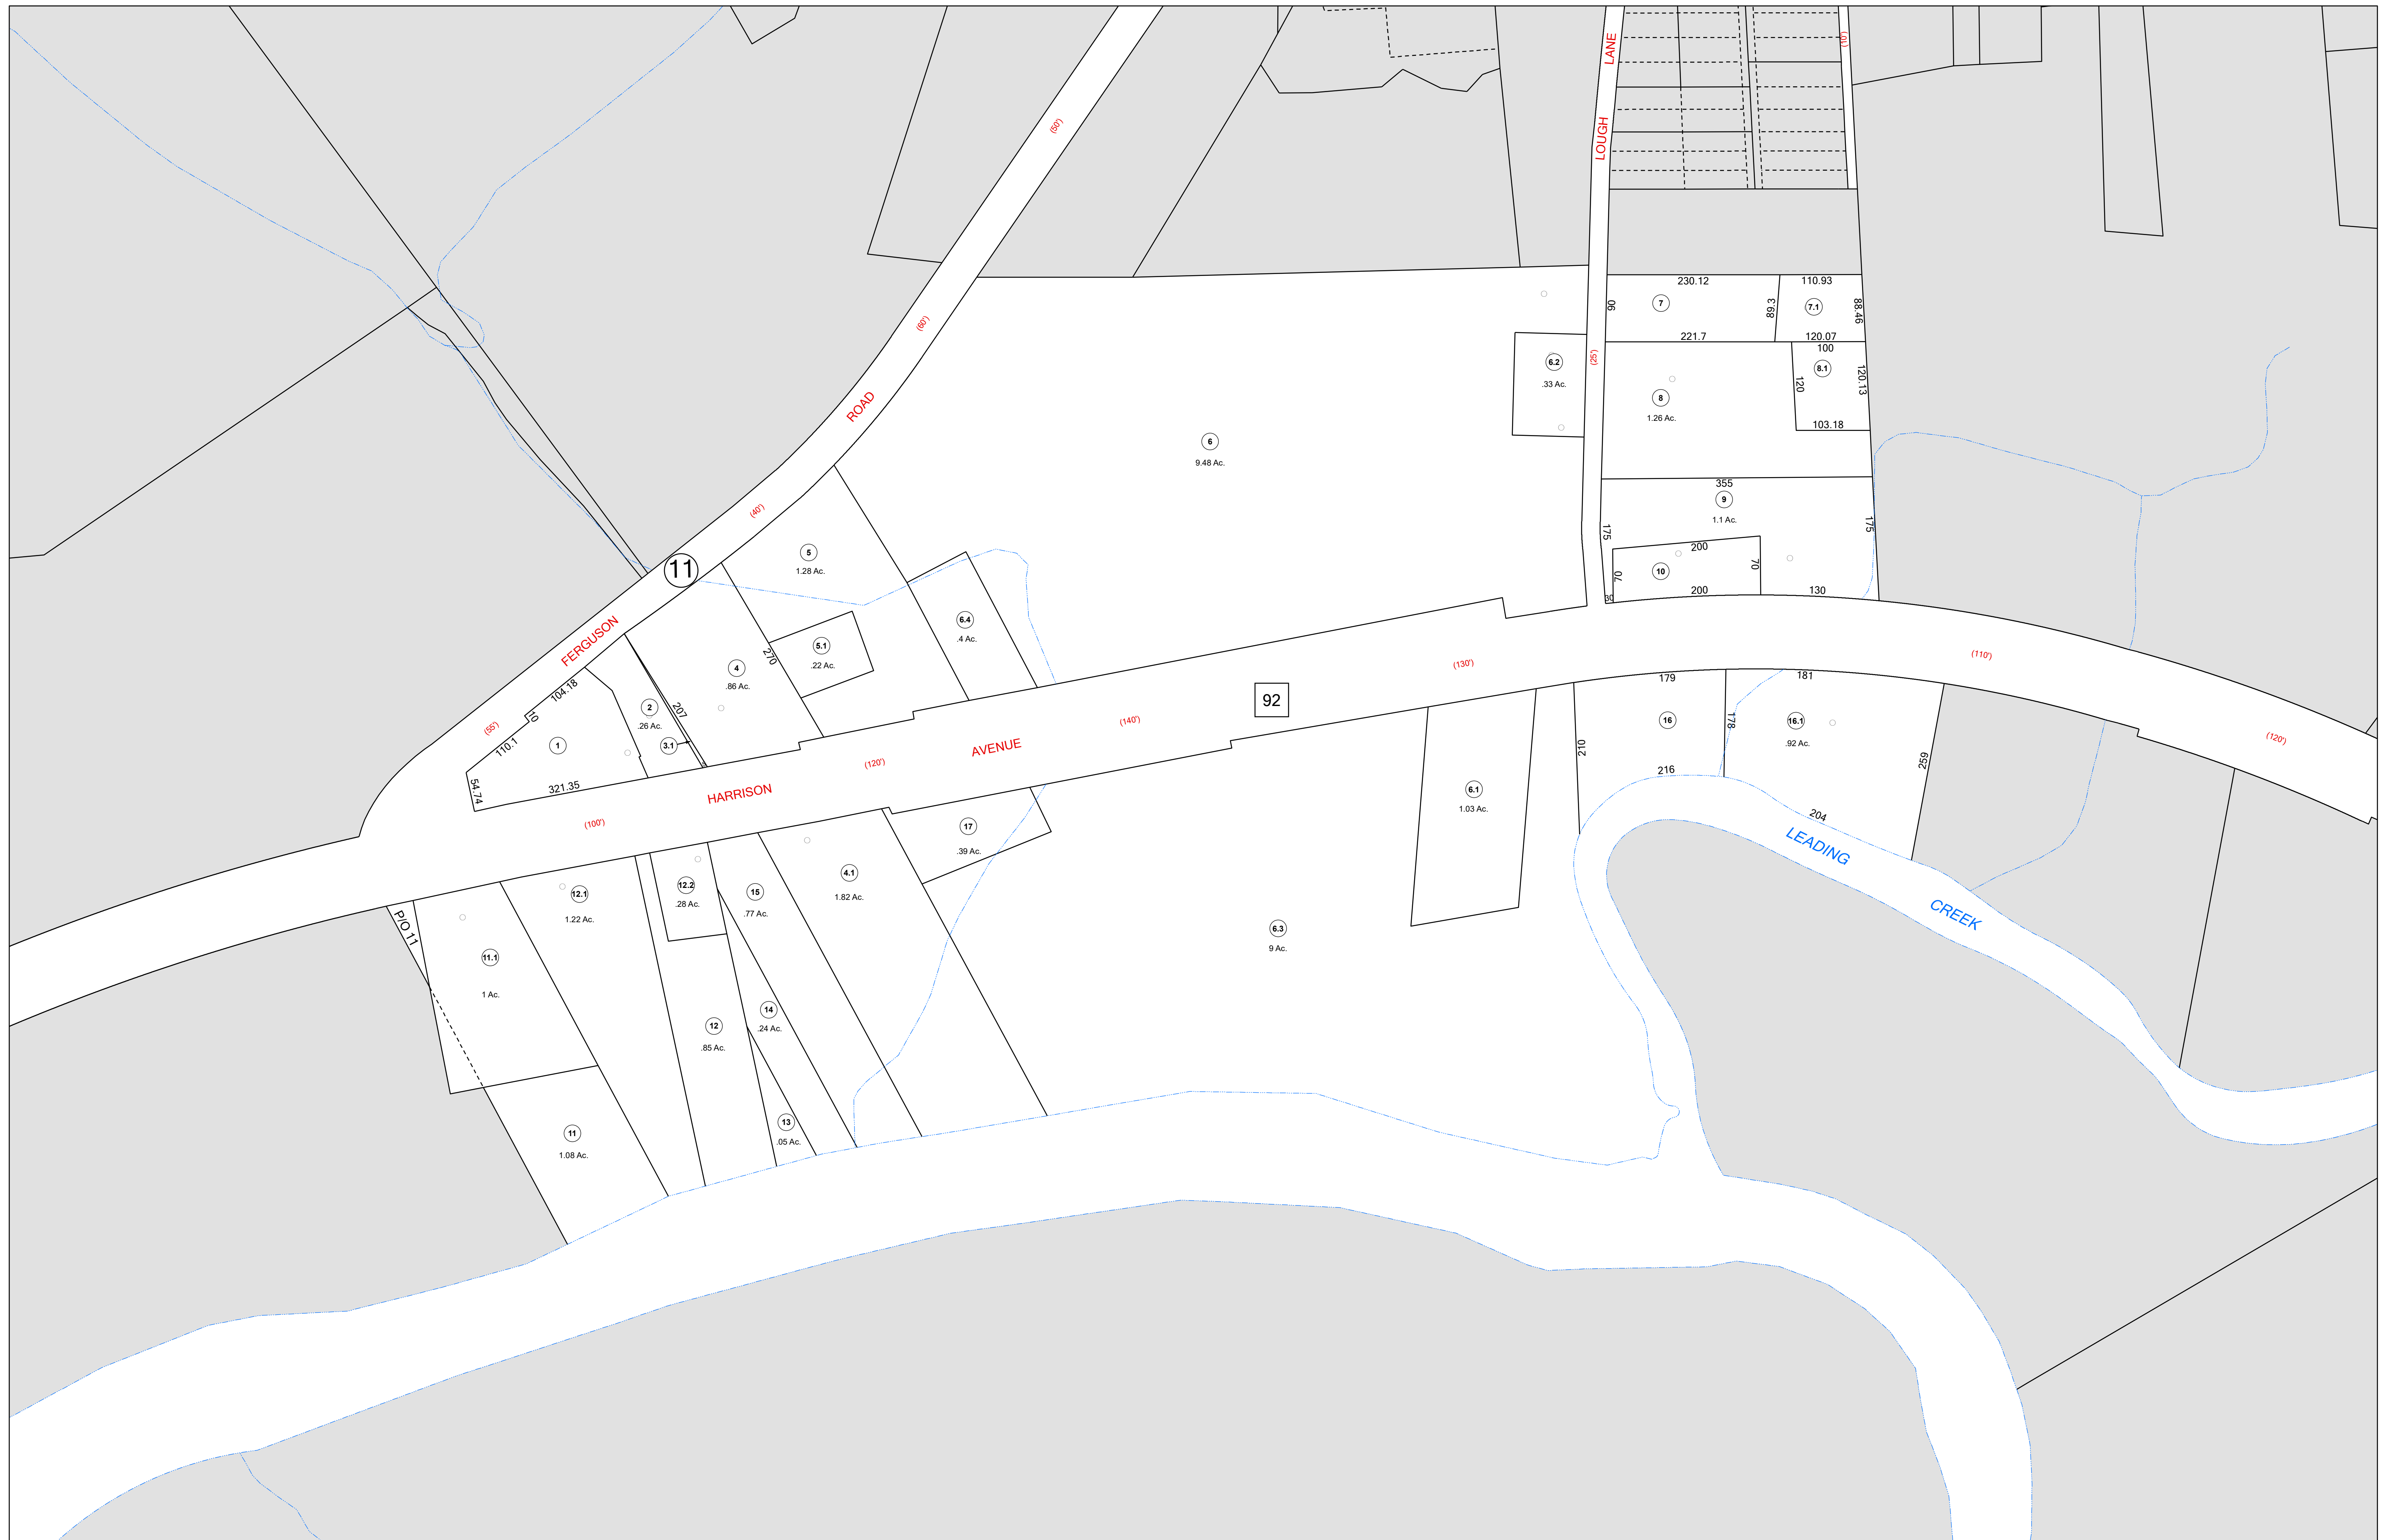 LOUGH LANE
(10')
(50')
(60')
(40')
FERGUSON ROAD
(55')
11
230.12
110.93
90
7
89.3
7.1
88.46
221.7
120.07
(25')
6.2
.33 Ac.
100
8.1
120
120.13
8
1.26 Ac.
103.18
6
9.48 Ac.
355
9
1.1 Ac.
175
175
200
70
10
70
30
200
130
5
1.28 Ac.
6.4
.4 Ac.
5.1
.22 Ac.
270
4
.86 Ac.
207
2
.26 Ac.
3.1
104.18
10
110.1
1
54.74
321.35
HARRISON AVENUE
(100')
(120')
(140')
92
(130')
(110')
(120')
179
181
16
178
16.1
.92 Ac.
210
216
259
204
LEADING CREEK
6.1
1.03 Ac.
17
.39 Ac.
6.3
9 Ac.
4.1
1.82 Ac.
15
.77 Ac.
12.2
.28 Ac.
12.1
1.22 Ac.
P/O 11
11.1
1 Ac.
14
.24 Ac.
12
.85 Ac.
13
.05 Ac.
11
1.08 Ac.